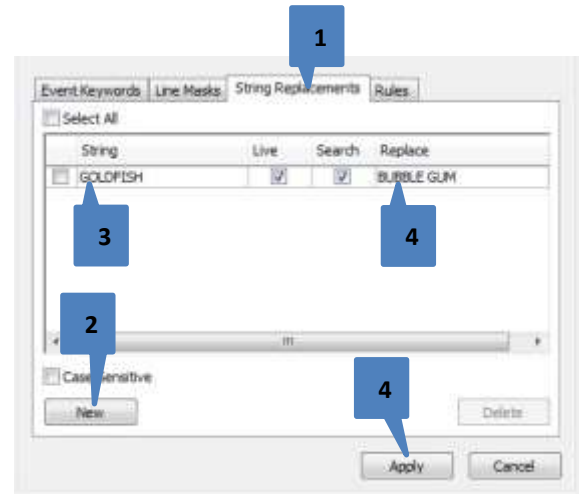 1
Event Keywords Line Masks String Replacements Rules
Select All
String Live Search Replace
GOLDFISH BUBBLE GUM
3 4
2
Case Sensitive
4
New Delete
Apply Cancel